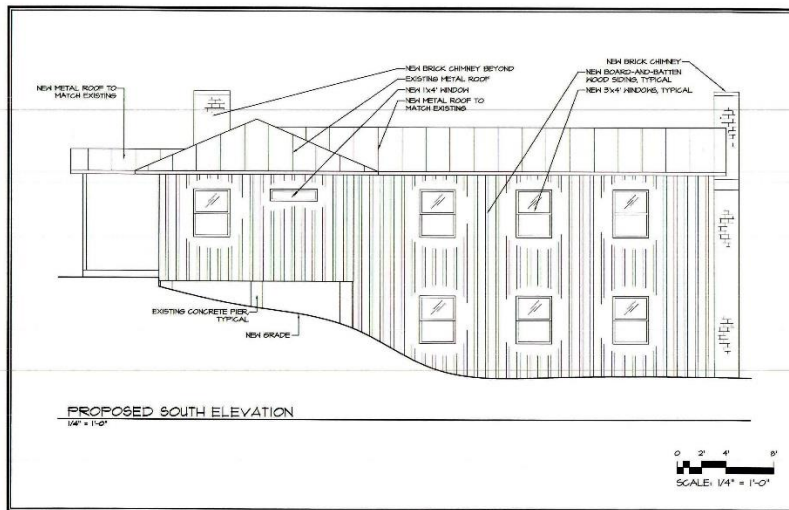 NEW BRICK CHIMNEY BEYOND
EXISTING METAL ROOF
NEW 1'x4' WINDOW
NEW METAL ROOF TO
MATCH EXISTING
NEW BRICK CHIMNEY
NEW BOARD-AND-BATTEN
WOOD SIDING, TYPICAL
NEW 3'x4' WINDOWS, TYPICAL
NEW METAL ROOF TO
MATCH EXISTING
EXISTING CONCRETE PIER,
TYPICAL
NEW GRADE
PROPOSED SOUTH ELEVATION
1/4" = 1'-0"
0 2' 4' 8'
SCALE: 1/4" = 1'-0"